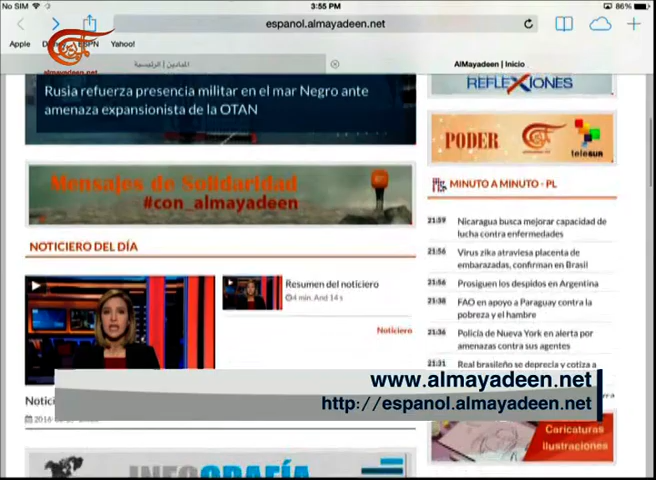 No SIM
3:55 PM
86%
espanol.almayadeen.net
Apple
ESPN
Yahoo!
almayadeen.net
الميادين | الرئيسية
AlMayadeen | Inicio
Rusia refuerza presencia militar en el mar Negro ante
amenaza expansionista de la OTAN
REFLEXIONES
PODER
teleSUR
Mensajes de Solidaridad
#con_almayadeen
MINUTO A MINUTO - PL
21:59 Nicaragua busca mejorar capacidad de
lucha contra enfermedades
21:56 Virus zika atraviesa placenta de
embarazadas, confirman en Brasil
21:56 Prosiguen los despidos en Argentina
21:38 FAO en apoyo a Paraguay contra la
pobreza y el hambre
21:36 Policía de Nueva York en alerta por
amenazas contra sus agentes
21:31 Real brasileño se deprecia y cotiza a
NOTICIERO DEL DÍA
Resumen del noticiero
4 min. And 14 s
Noticiero
www.almayadeen.net
http://espanol.almayadeen.net
2016
INFOGRAFÍA
Caricaturas
Ilustraciones